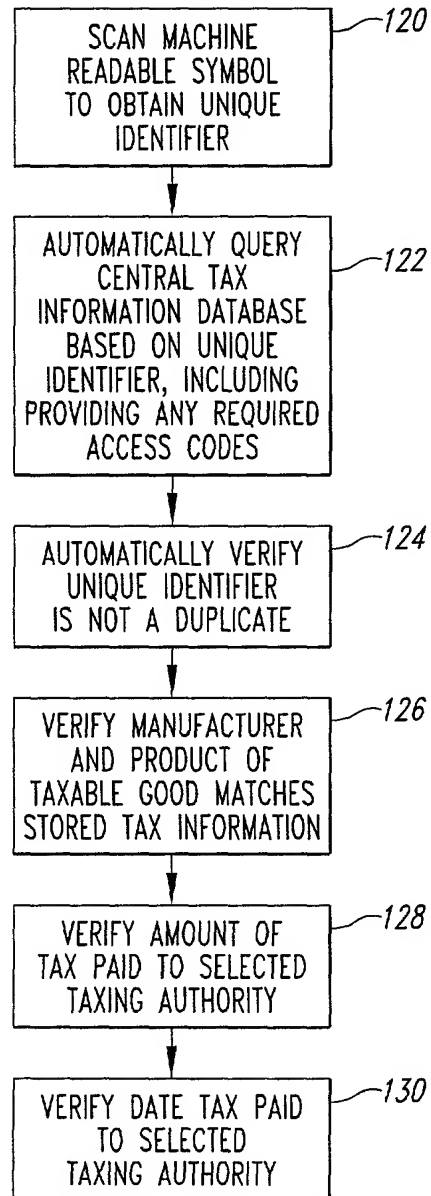 SCAN MACHINE
READABLE SYMBOL
TO OBTAIN UNIQUE
IDENTIFIER
120
AUTOMATICALLY QUERY
CENTRAL TAX
INFORMATION DATABASE
BASED ON UNIQUE
IDENTIFIER, INCLUDING
PROVIDING ANY REQUIRED
ACCESS CODES
122
AUTOMATICALLY VERIFY
UNIQUE IDENTIFIER
IS NOT A DUPLICATE
124
VERIFY MANUFACTURER
AND PRODUCT OF
TAXABLE GOOD MATCHES
STORED TAX INFORMATION
126
VERIFY AMOUNT OF
TAX PAID TO SELECTED
TAXING AUTHORITY
128
VERIFY DATE TAX PAID
TO SELECTED
TAXING AUTHORITY
130